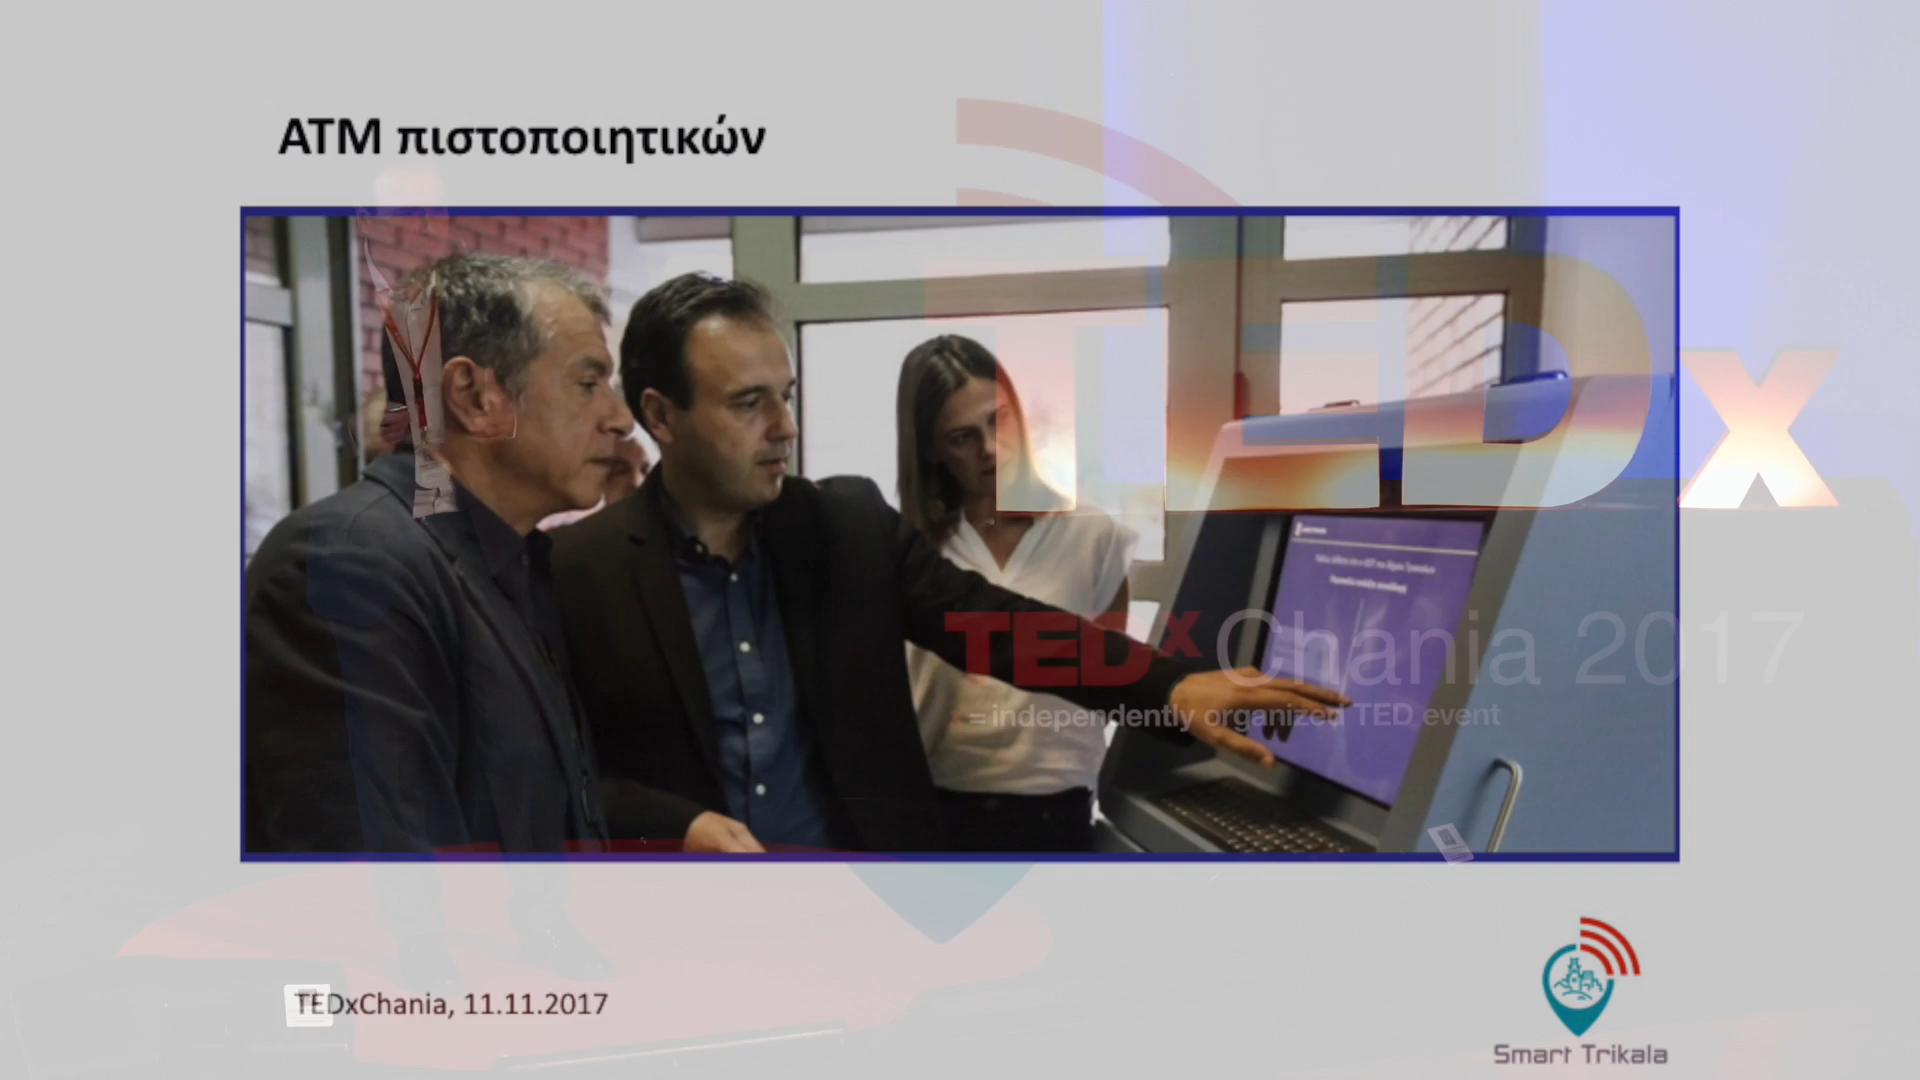 ΑΤΜ πιστοποιητικών
TEDx
TEDx Chania 2017
x = independently organized TED event
TEDxChania, 11.11.2017
Smart Trikala